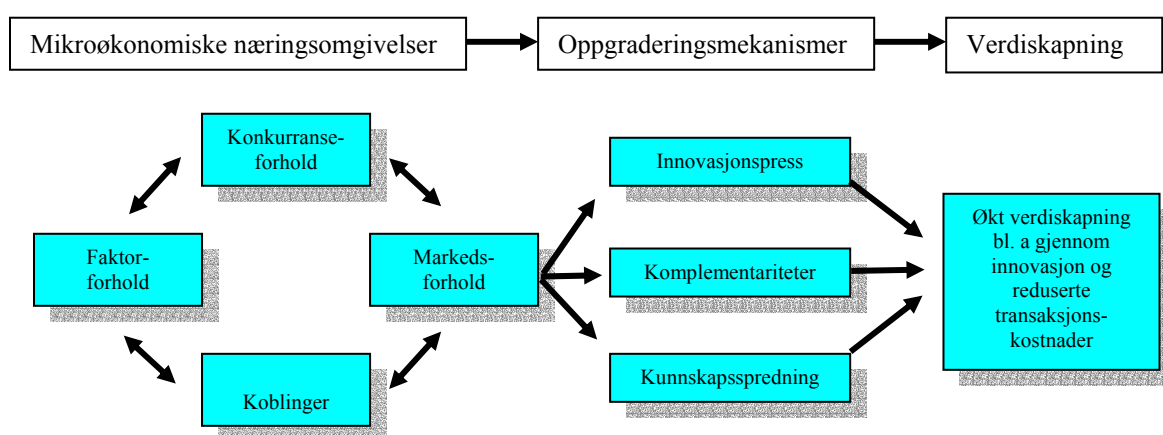 Mikroøkonomiske næringsomgivelser
Oppgraderingsmekanismer
Verdiskapning
Konkurranse-
forhold
Faktor-
forhold
Markeds-
forhold
Koblinger
Innovasjonspress
Komplementariteter
Kunnskapsspredning
Økt verdiskapning
bl. a gjennom
innovasjon og
reduserte
transaksjons-
kostnader